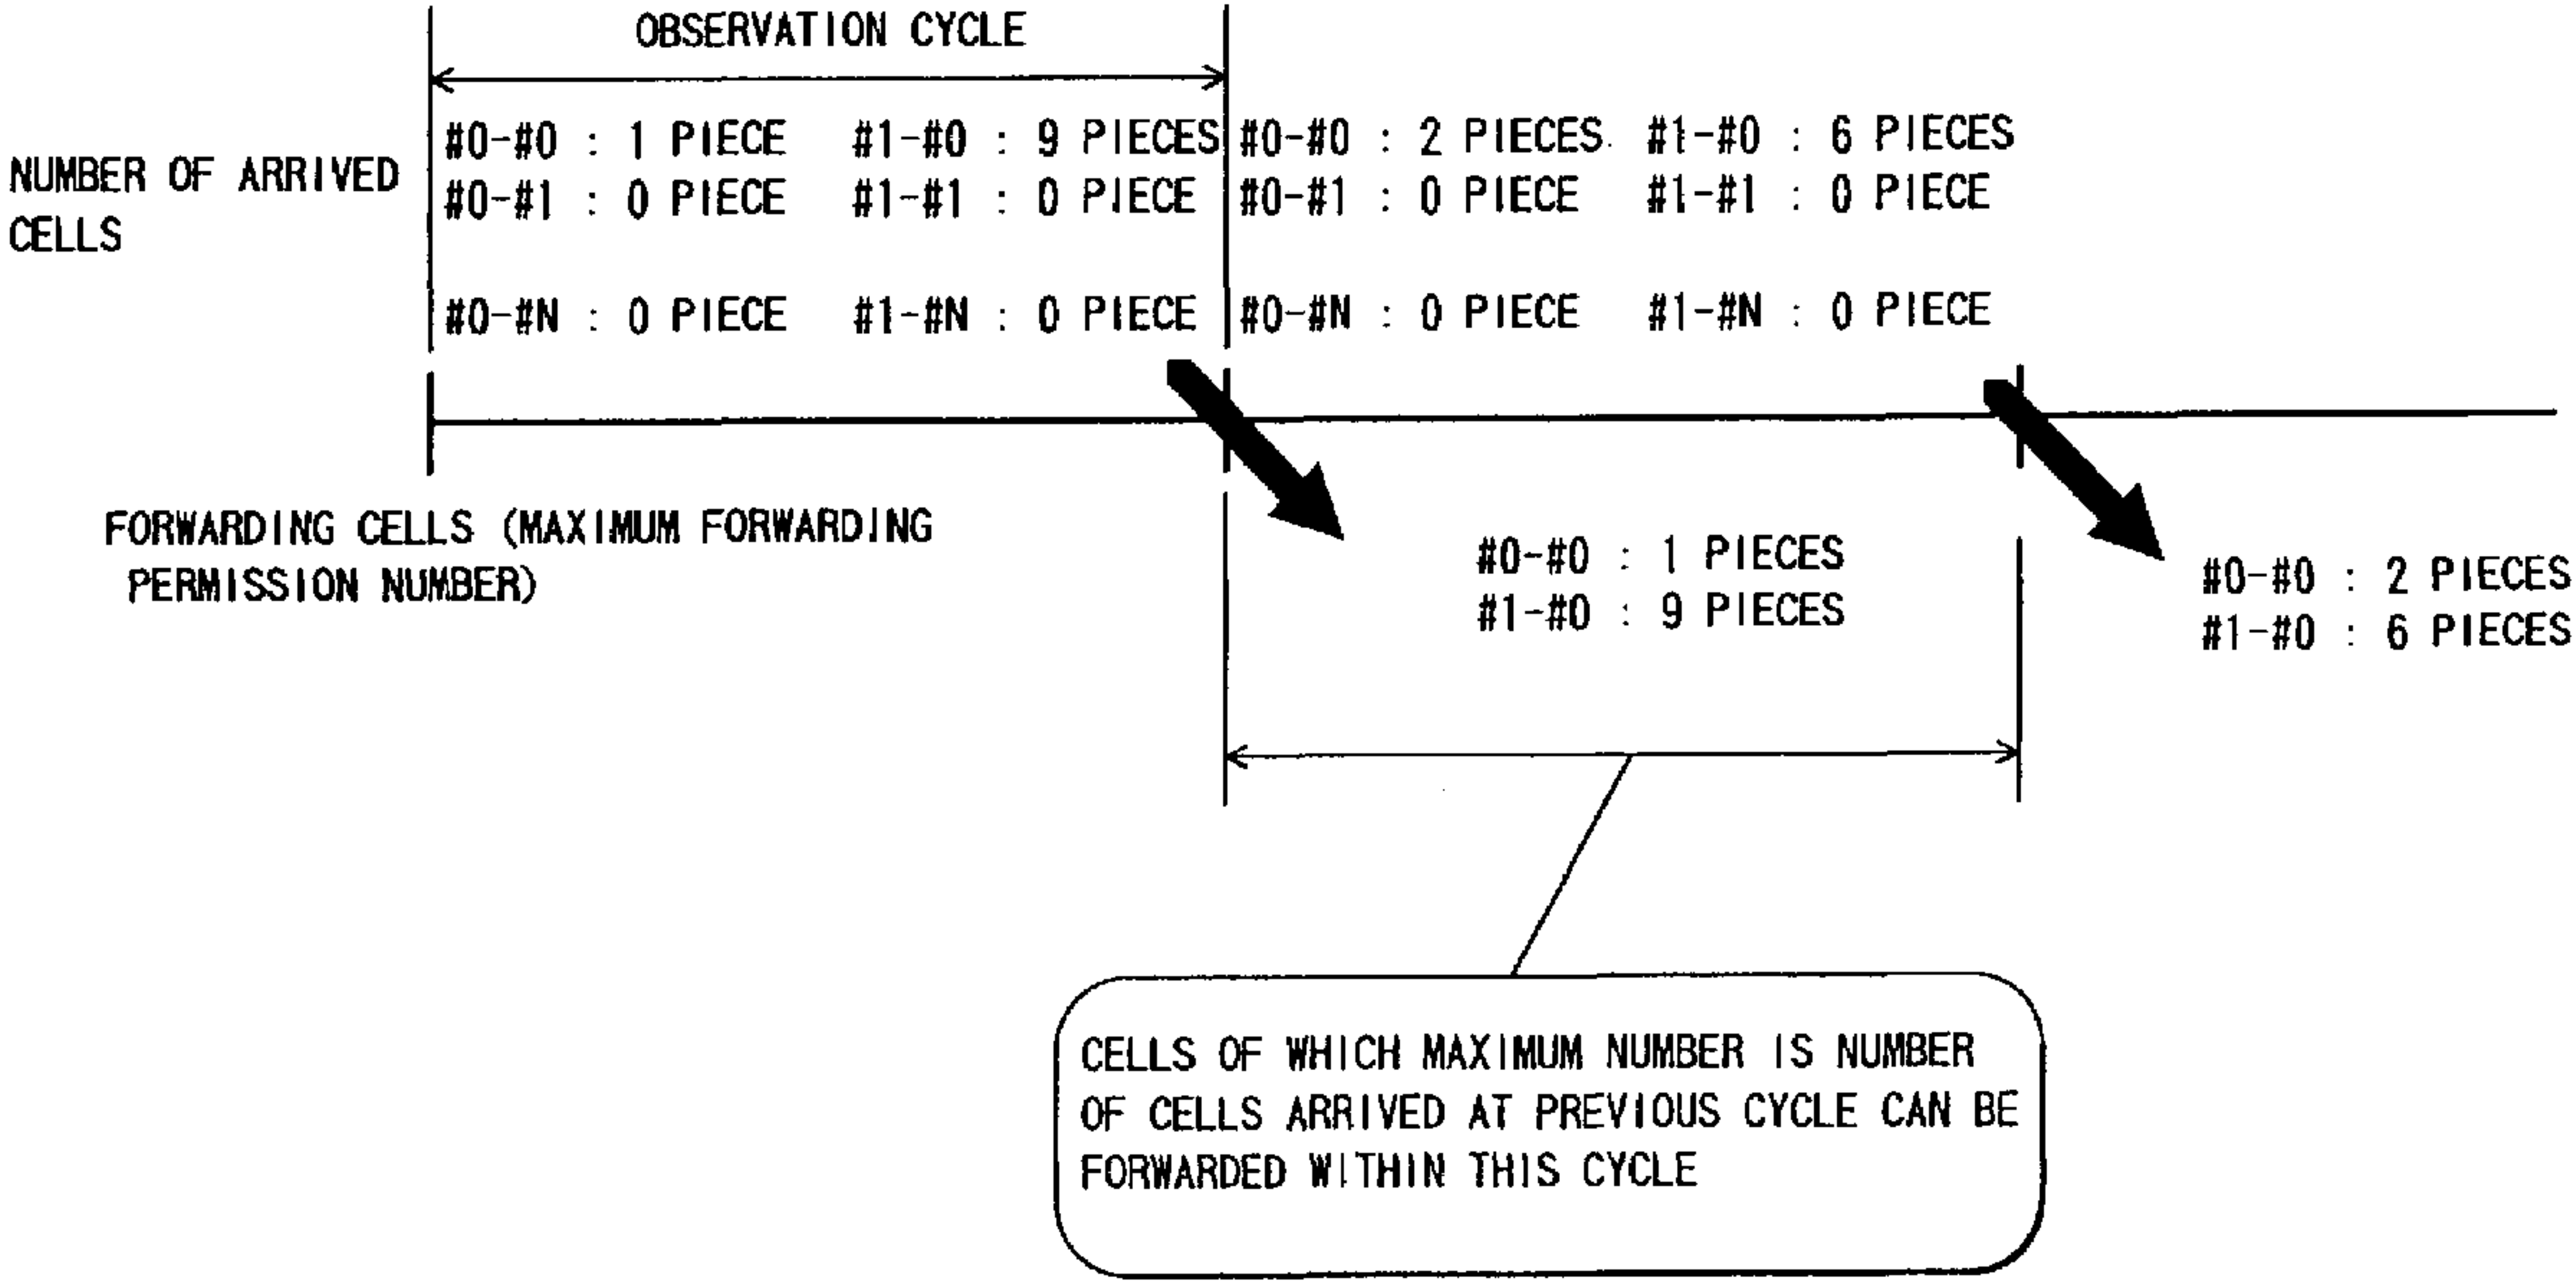 OBSERVATION CYCLE
NUMBER OF ARRIVED
CELLS
#0-#0 : 1 PIECE #1-#0 : 9 PIECES #0-#0 : 2 PIECES #1-#0 : 6 PIECES
#0-#1 : 0 PIECE #1-#1 : 0 PIECE #0-#1 : 0 PIECE #1-#1 : 0 PIECE
#0-#N : 0 PIECE #1-#N : 0 PIECE #0-#N : 0 PIECE #1-#N : 0 PIECE
FORWARDING CELLS (MAXIMUM FORWARDING
PERMISSION NUMBER)
#0-#0 : 1 PIECES
#1-#0 : 9 PIECES
#0-#0 : 2 PIECES
#1-#0 : 6 PIECES
CELLS OF WHICH MAXIMUM NUMBER IS NUMBER
OF CELLS ARRIVED AT PREVIOUS CYCLE CAN BE
FORWARDED WITHIN THIS CYCLE